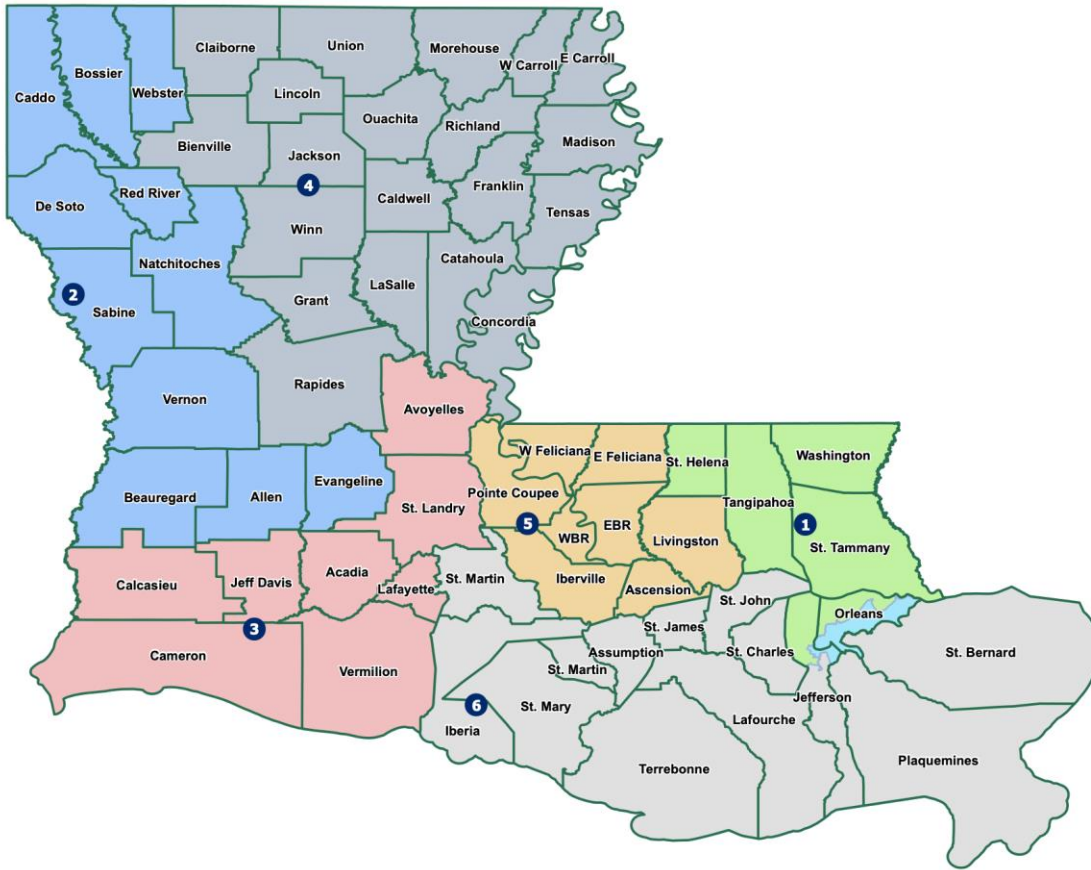 Claiborne
Union
Morehouse
W Carroll
E Carroll
Bossier
Webster
Caddo
Lincoln
Ouachita
Richland
Madison
Bienville
Jackson
4
Franklin
Red River
De Soto
Caldwell
Tensas
Winn
Natchitoches
Catahoula
LaSalle
2
Sabine
Grant
Concordia
Rapides
Vernon
Avoyelles
W Feliciana
E Feliciana
St. Helena
Washington
Evangeline
Beauregard
Allen
Pointe Coupee
Tangipahoa
St. Landry
5
EBR
1
WBR
Livingston
St. Tammany
Calcasieu
Jeff Davis
Acadia
Lafayette
St. Martin
Iberville
Ascension
St. John
Orleans
3
St. James
Cameron
Vermilion
Assumption
St. Charles
St. Bernard
St. Martin
Jefferson
6
St. Mary
Iberia
Lafourche
Terrebonne
Plaquemines